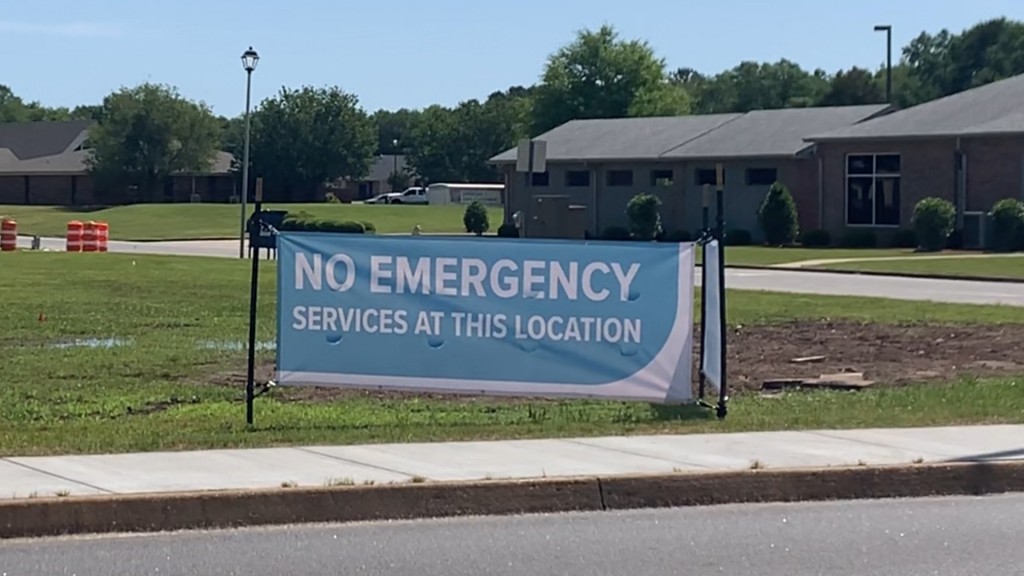 NO EMERGENCY
SERVICES AT THIS LOCATION